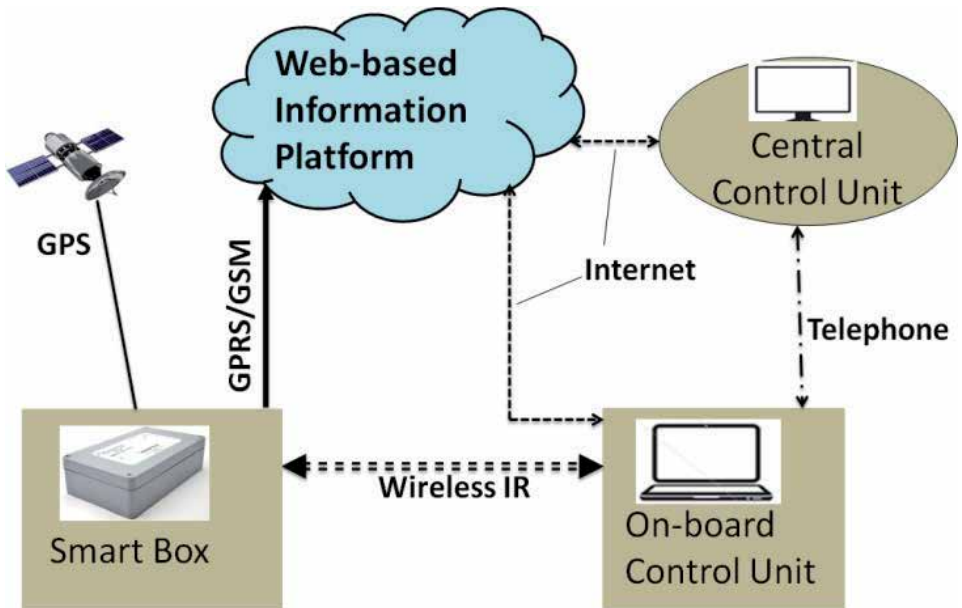 Web-based
Information
Platform
Central
Control Unit
GPS
GPRS/GSM
Internet
Telephone
Wireless IR
Smart Box
On-board
Control Unit